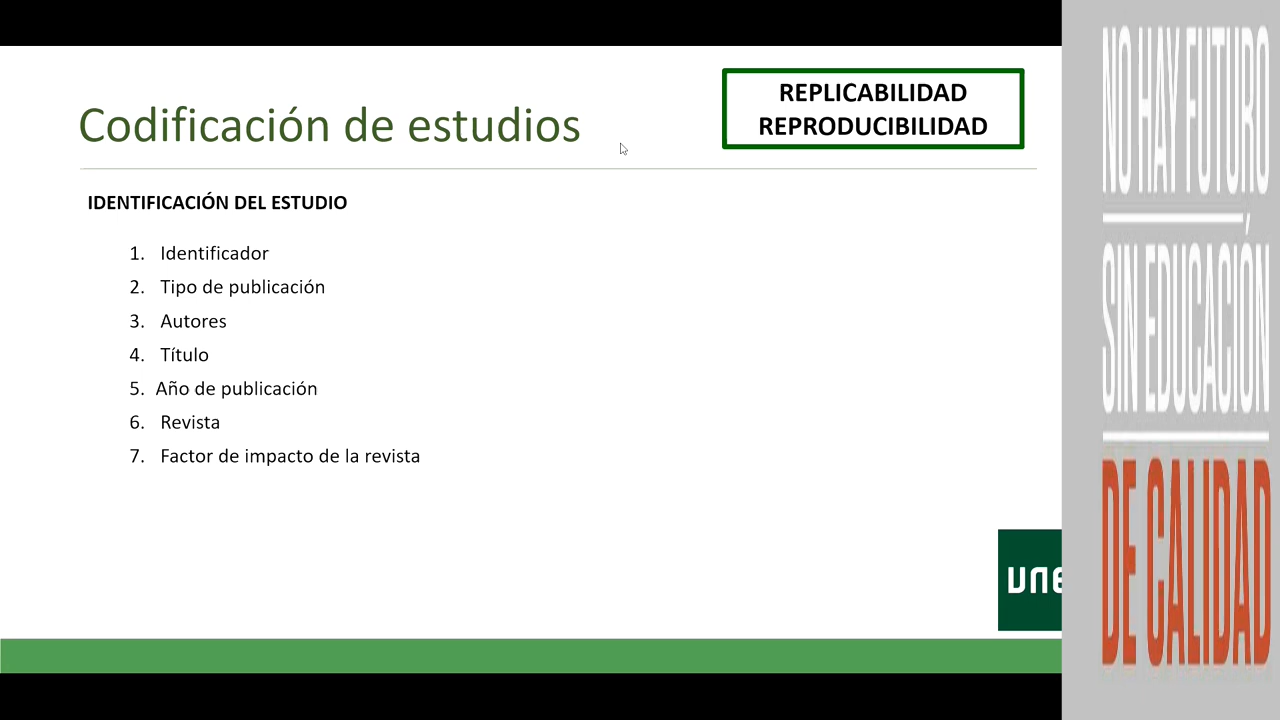 Codificación de estudios
REPLICABILIDAD
REPRODUCIBILIDAD
IDENTIFICACIÓN DEL ESTUDIO
1. Identificador
2. Tipo de publicación
3. Autores
4. Título
5. Año de publicación
6. Revista
7. Factor de impacto de la revista
une
NO HAY FUTURO
SIN EDUCACIÓN
DE CALIDAD